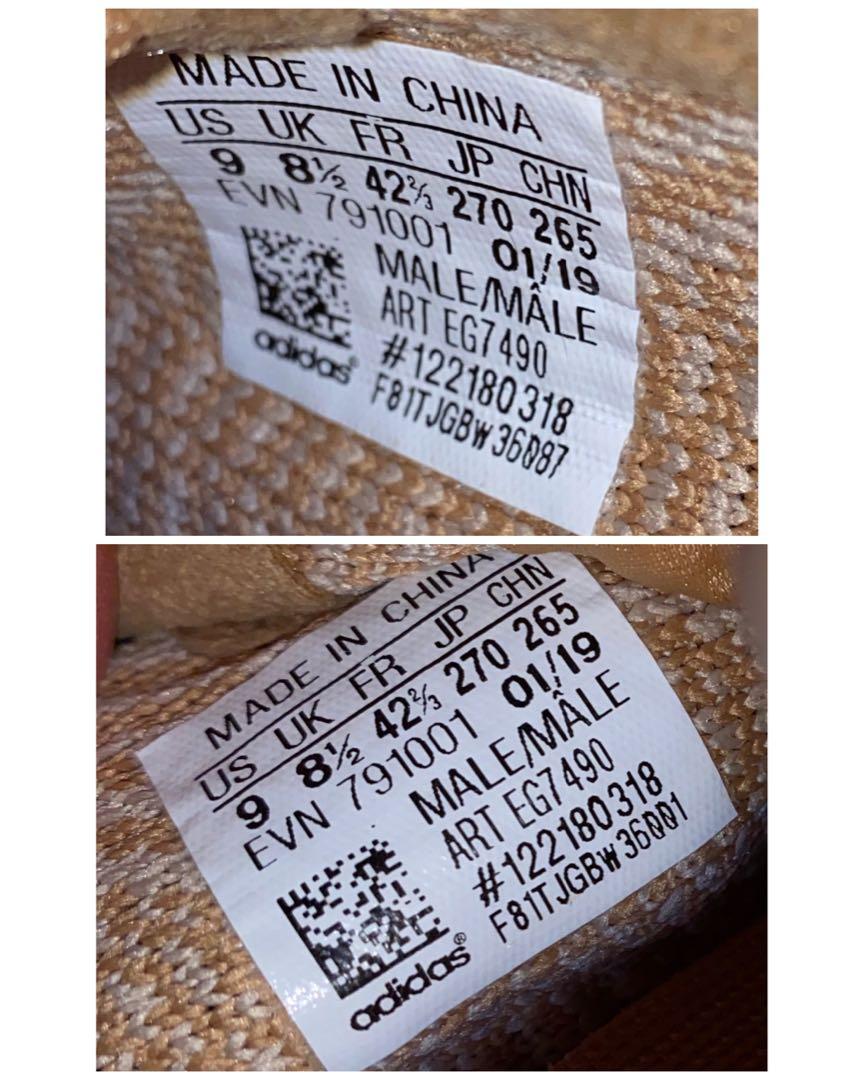 MADE IN CHINA
US UK FR JP CHN
9 8½ 42⅔ 270 265
EVN 791001 01/19
MALE/MÂLE
ART EG7490
#122180318
F81TJGBW36087
adidas®
MADE IN CHINA
US UK FR JP CHN
9 8½ 42⅔ 270 265
EVN 791001 01/19
MALE/MÂLE
ART EG7490
#122180318
F81TJGBW36001
adidas®